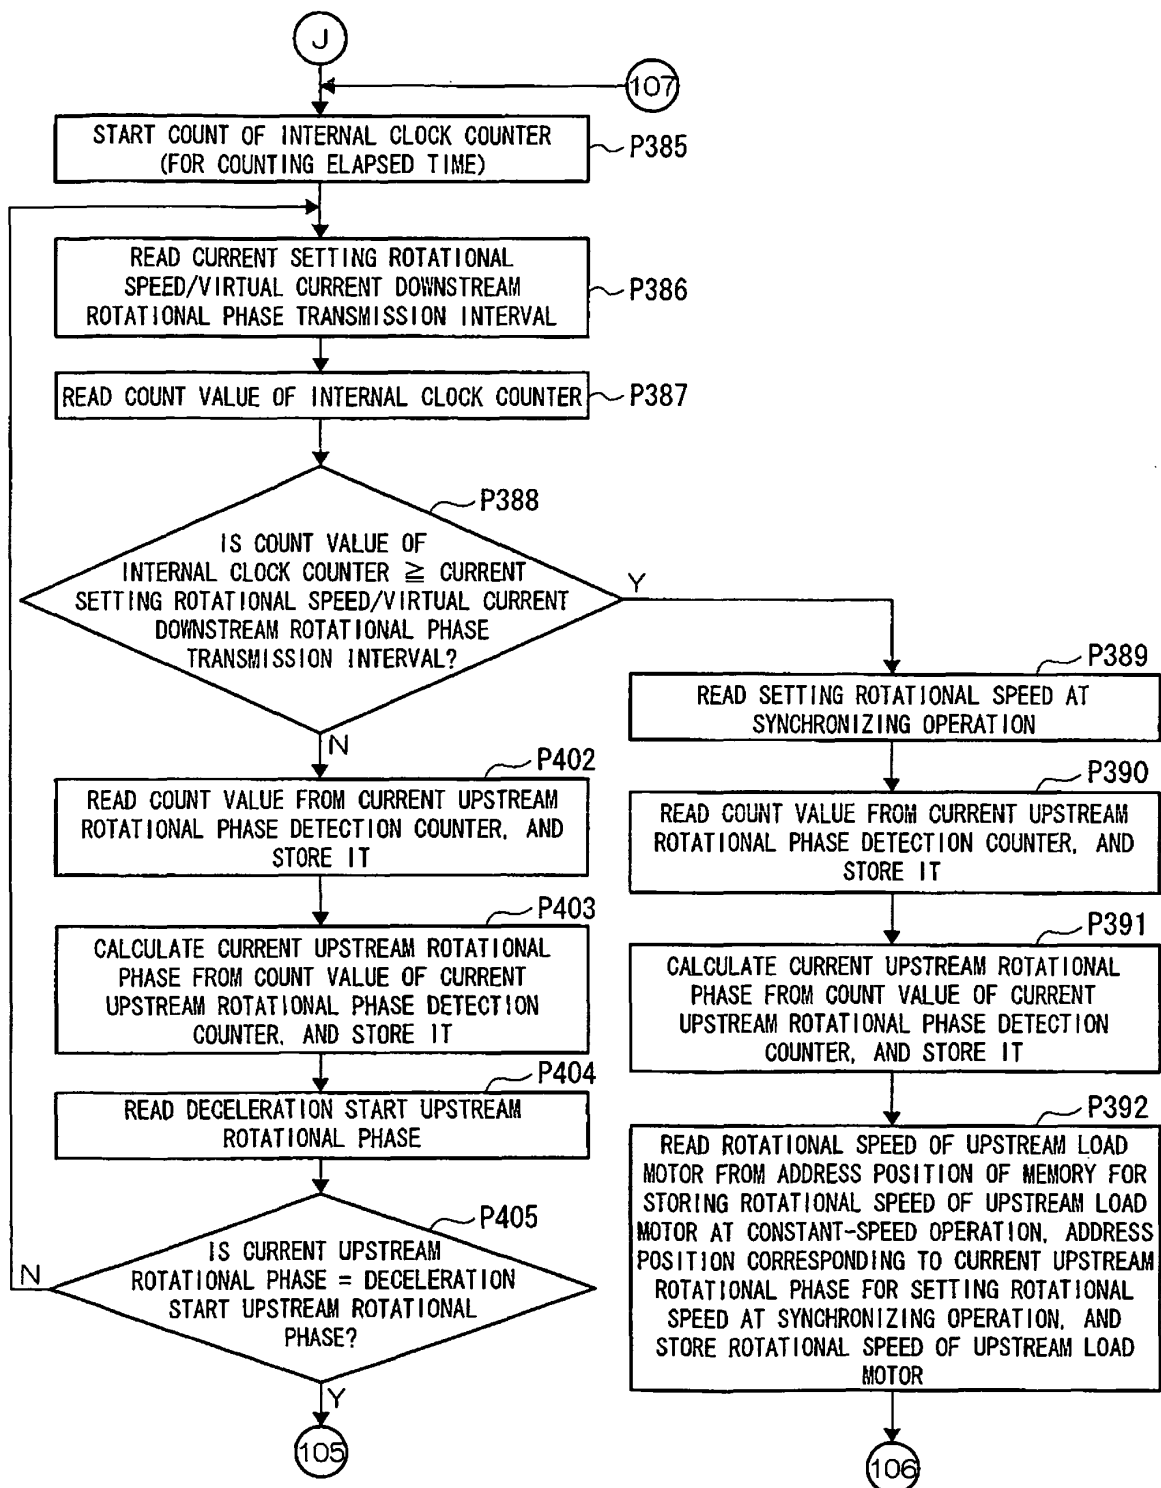 J
107
START COUNT OF INTERNAL CLOCK COUNTER
(FOR COUNTING ELAPSED TIME)
P385
READ CURRENT SETTING ROTATIONAL
SPEED/VIRTUAL CURRENT DOWNSTREAM
ROTATIONAL PHASE TRANSMISSION INTERVAL
P386
READ COUNT VALUE OF INTERNAL CLOCK COUNTER
P387
P388
IS COUNT VALUE OF
INTERNAL CLOCK COUNTER ≧ CURRENT
SETTING ROTATIONAL SPEED/VIRTUAL CURRENT
DOWNSTREAM ROTATIONAL PHASE
TRANSMISSION INTERVAL?
Y
N
P402
READ COUNT VALUE FROM CURRENT UPSTREAM
ROTATIONAL PHASE DETECTION COUNTER, AND
STORE IT
P403
CALCULATE CURRENT UPSTREAM ROTATIONAL
PHASE FROM COUNT VALUE OF CURRENT
UPSTREAM ROTATIONAL PHASE DETECTION
COUNTER, AND STORE IT
P404
READ DECELERATION START UPSTREAM
ROTATIONAL PHASE
P405
IS CURRENT UPSTREAM
ROTATIONAL PHASE = DECELERATION
START UPSTREAM ROTATIONAL
PHASE?
N
Y
105
P389
READ SETTING ROTATIONAL SPEED AT
SYNCHRONIZING OPERATION
P390
READ COUNT VALUE FROM CURRENT UPSTREAM
ROTATIONAL PHASE DETECTION COUNTER, AND
STORE IT
P391
CALCULATE CURRENT UPSTREAM ROTATIONAL
PHASE FROM COUNT VALUE OF CURRENT
UPSTREAM ROTATIONAL PHASE DETECTION
COUNTER, AND STORE IT
P392
READ ROTATIONAL SPEED OF UPSTREAM LOAD
MOTOR FROM ADDRESS POSITION OF MEMORY FOR
STORING ROTATIONAL SPEED OF UPSTREAM LOAD
MOTOR AT CONSTANT-SPEED OPERATION, ADDRESS
POSITION CORRESPONDING TO CURRENT UPSTREAM
ROTATIONAL PHASE FOR SETTING ROTATIONAL
SPEED AT SYNCHRONIZING OPERATION, AND
STORE ROTATIONAL SPEED OF UPSTREAM LOAD
MOTOR
106